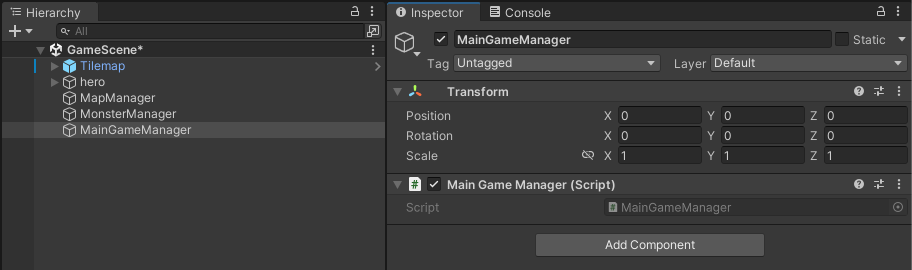 Hierarchy
All
GameScene*
Tilemap
hero
MapManager
MonsterManager
MainGameManager
Inspector
Console
MainGameManager
Static
Tag Untagged Layer Default
Transform
Position X 0 Y 0 Z 0
Rotation X 0 Y 0 Z 0
Scale X 1 Y 1 Z 1
# Main Game Manager (Script)
Script # MainGameManager
Add Component